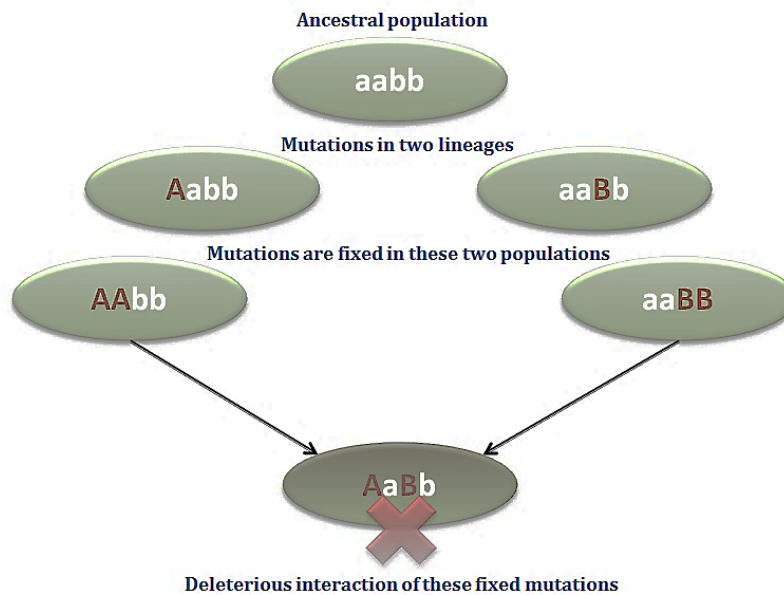 Ancestral population
aabb
Mutations in two lineages
Aabb
aaBb
Mutations are fixed in these two populations
AAbb
aaBB
AaBb
Deleterious interaction of these fixed mutations